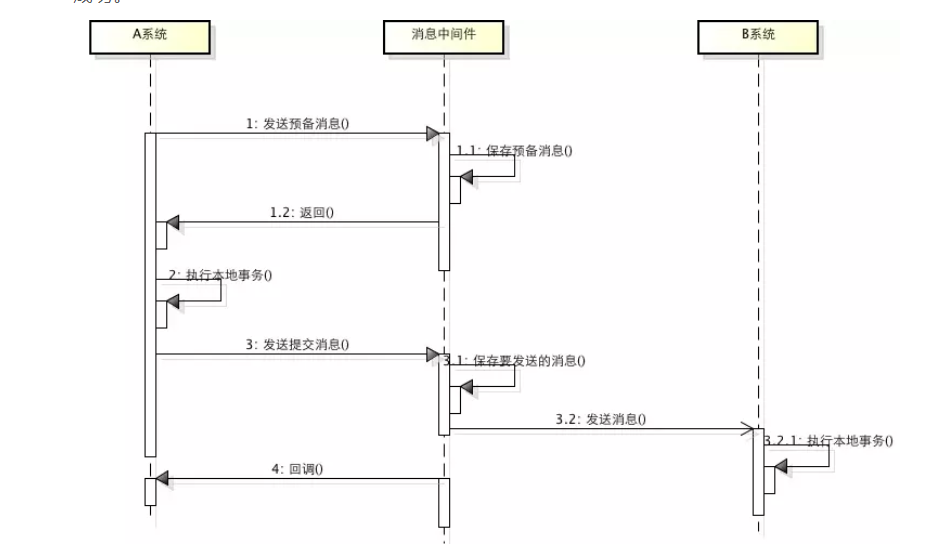 A系统
消息中间件
B系统
1: 发送预备消息()
1.1: 保存预备消息()
1.2: 返回()
2: 执行本地事务()
3: 发送提交消息()
3.1: 保存要发送的消息()
3.2: 发送消息()
3.2.1: 执行本地事务()
4: 回调()